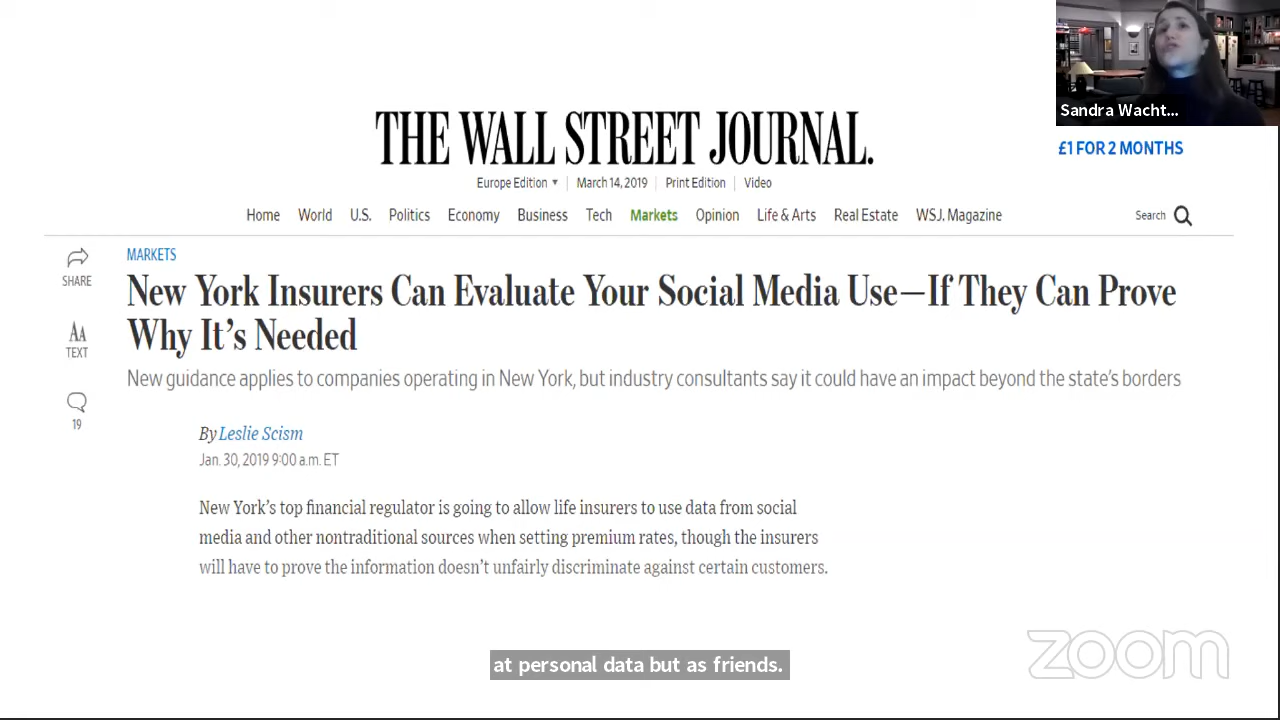 Sandra Wacht...
THE WALL STREET JOURNAL.
£1 FOR 2 MONTHS
Europe Edition ▾ | March 14, 2019 | Print Edition | Video
Home World U.S. Politics Economy Business Tech Markets Opinion Life & Arts Real Estate WSJ. Magazine Search
MARKETS
SHARE
New York Insurers Can Evaluate Your Social Media Use—If They Can Prove
Why It's Needed
AA
TEXT
New guidance applies to companies operating in New York, but industry consultants say it could have an impact beyond the state's borders
19
By Leslie Scism
Jan. 30, 2019 9:00 a.m. ET
New York's top financial regulator is going to allow life insurers to use data from social
media and other nontraditional sources when setting premium rates, though the insurers
will have to prove the information doesn't unfairly discriminate against certain customers.
zoom
at personal data but as friends.